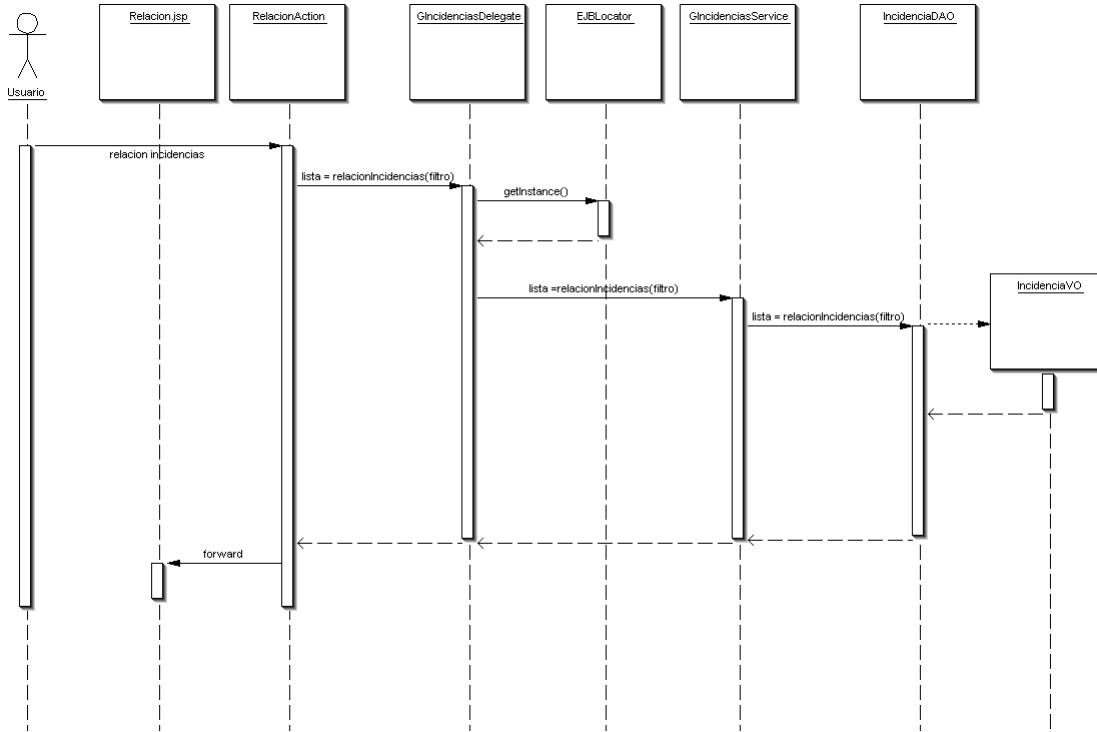 Relacion.jsp
RelacionAction
GIncidenciasDelegate
EJBLocator
GIncidenciasService
IncidenciaDAO
Usuario
relacion incidencias
lista = relacionIncidencias(filtro)
getInstance()
IncidenciaVO
lista =relacionIncidencias(filtro)
lista = relacionIncidencias(filtro)
forward